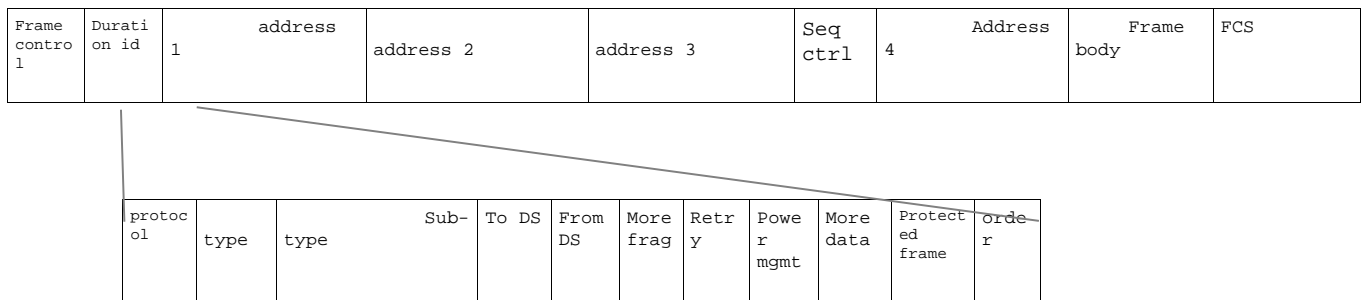 Frame
contro
l
Durati
on id
address
1
address 2
address 3
Seq
ctrl
Address
4
Frame
body
FCS
protoc
ol
type
Sub-
type
To DS
From
DS
More
frag
Retr
y
Powe
r
mgmt
More
data
Protect
ed
frame
orde
r